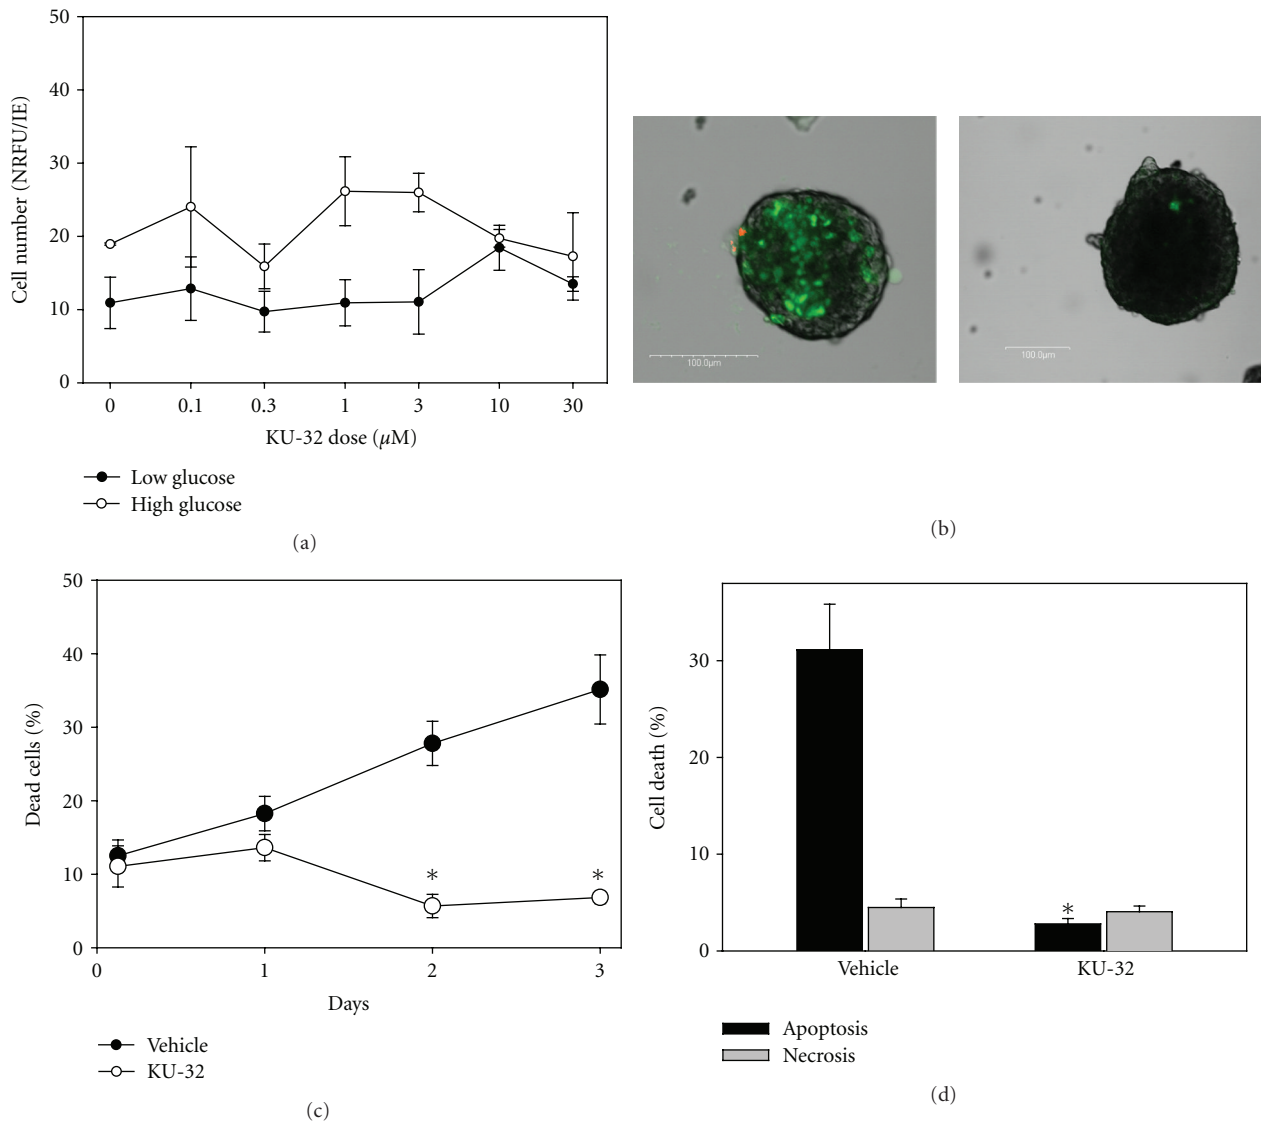 50
40
30
20
10
0
Cell number (NRFU/IE)
0 0.1 0.3 1 3 10 30
KU-32 dose (μM)
Low glucose
High glucose
(a)
100.0μm
100.0μm
(b)
50
40
30
20
10
0
Dead cells (%)
* *
0 1 2 3
Days
Vehicle
KU-32
(c)
30
20
10
0
Cell death (%)
*
Vehicle KU-32
Apoptosis
Necrosis
(d)